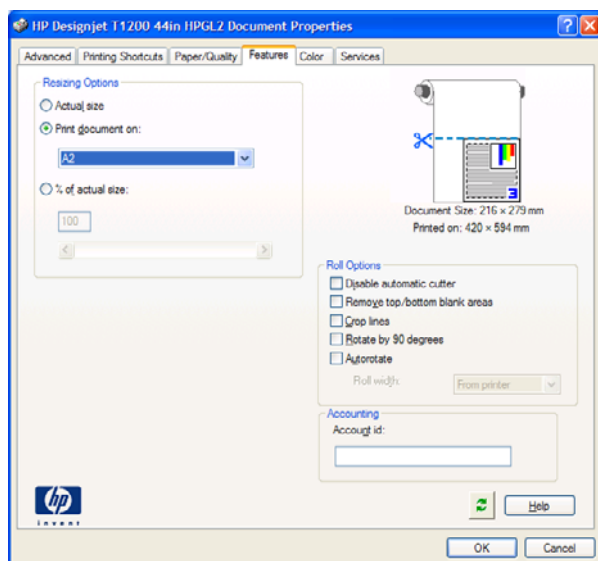 HP Designjet T1200 44in HPGL2 Document Properties
Advanced Printing Shortcuts Paper/Quality Features Color Services
Resizing Options
Actual size
Print document on:
A2
% of actual size:
100
3
Document Size: 216 × 279 mm
Printed on: 420 × 594 mm
Roll Options
Disable automatic cutter
Remove top/bottom blank areas
Crop lines
Rotate by 90 degrees
Autorotate
Roll width: From printer
Accounting
Account id:
hp
invent
Help
OK Cancel